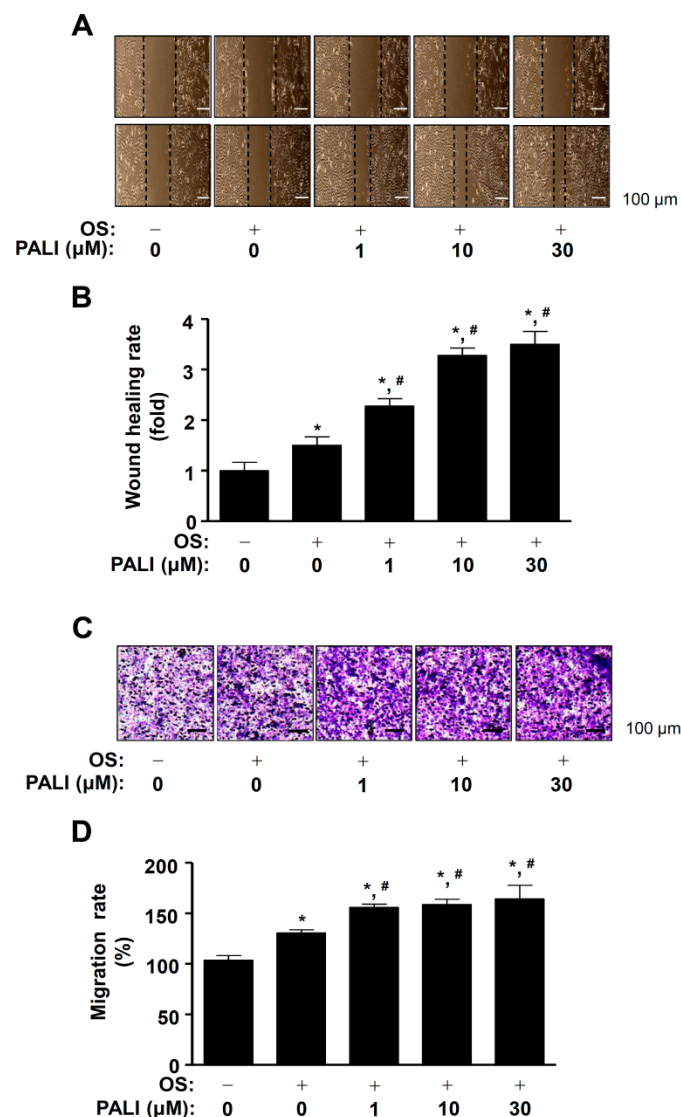 A
100 µm
OS: − + + + +
PALI (µM): 0 0 1 10 30
B
Wound healing rate
(fold)
4
3
2
1
0
*
*, #
*, #
*, #
OS: − + + + +
PALI (µM): 0 0 1 10 30
C
100 µm
OS: − + + + +
PALI (µM): 0 0 1 10 30
D
Migration rate
(%)
200
150
100
50
0
*
*, #
*, #
*, #
OS: − + + + +
PALI (µM): 0 0 1 10 30